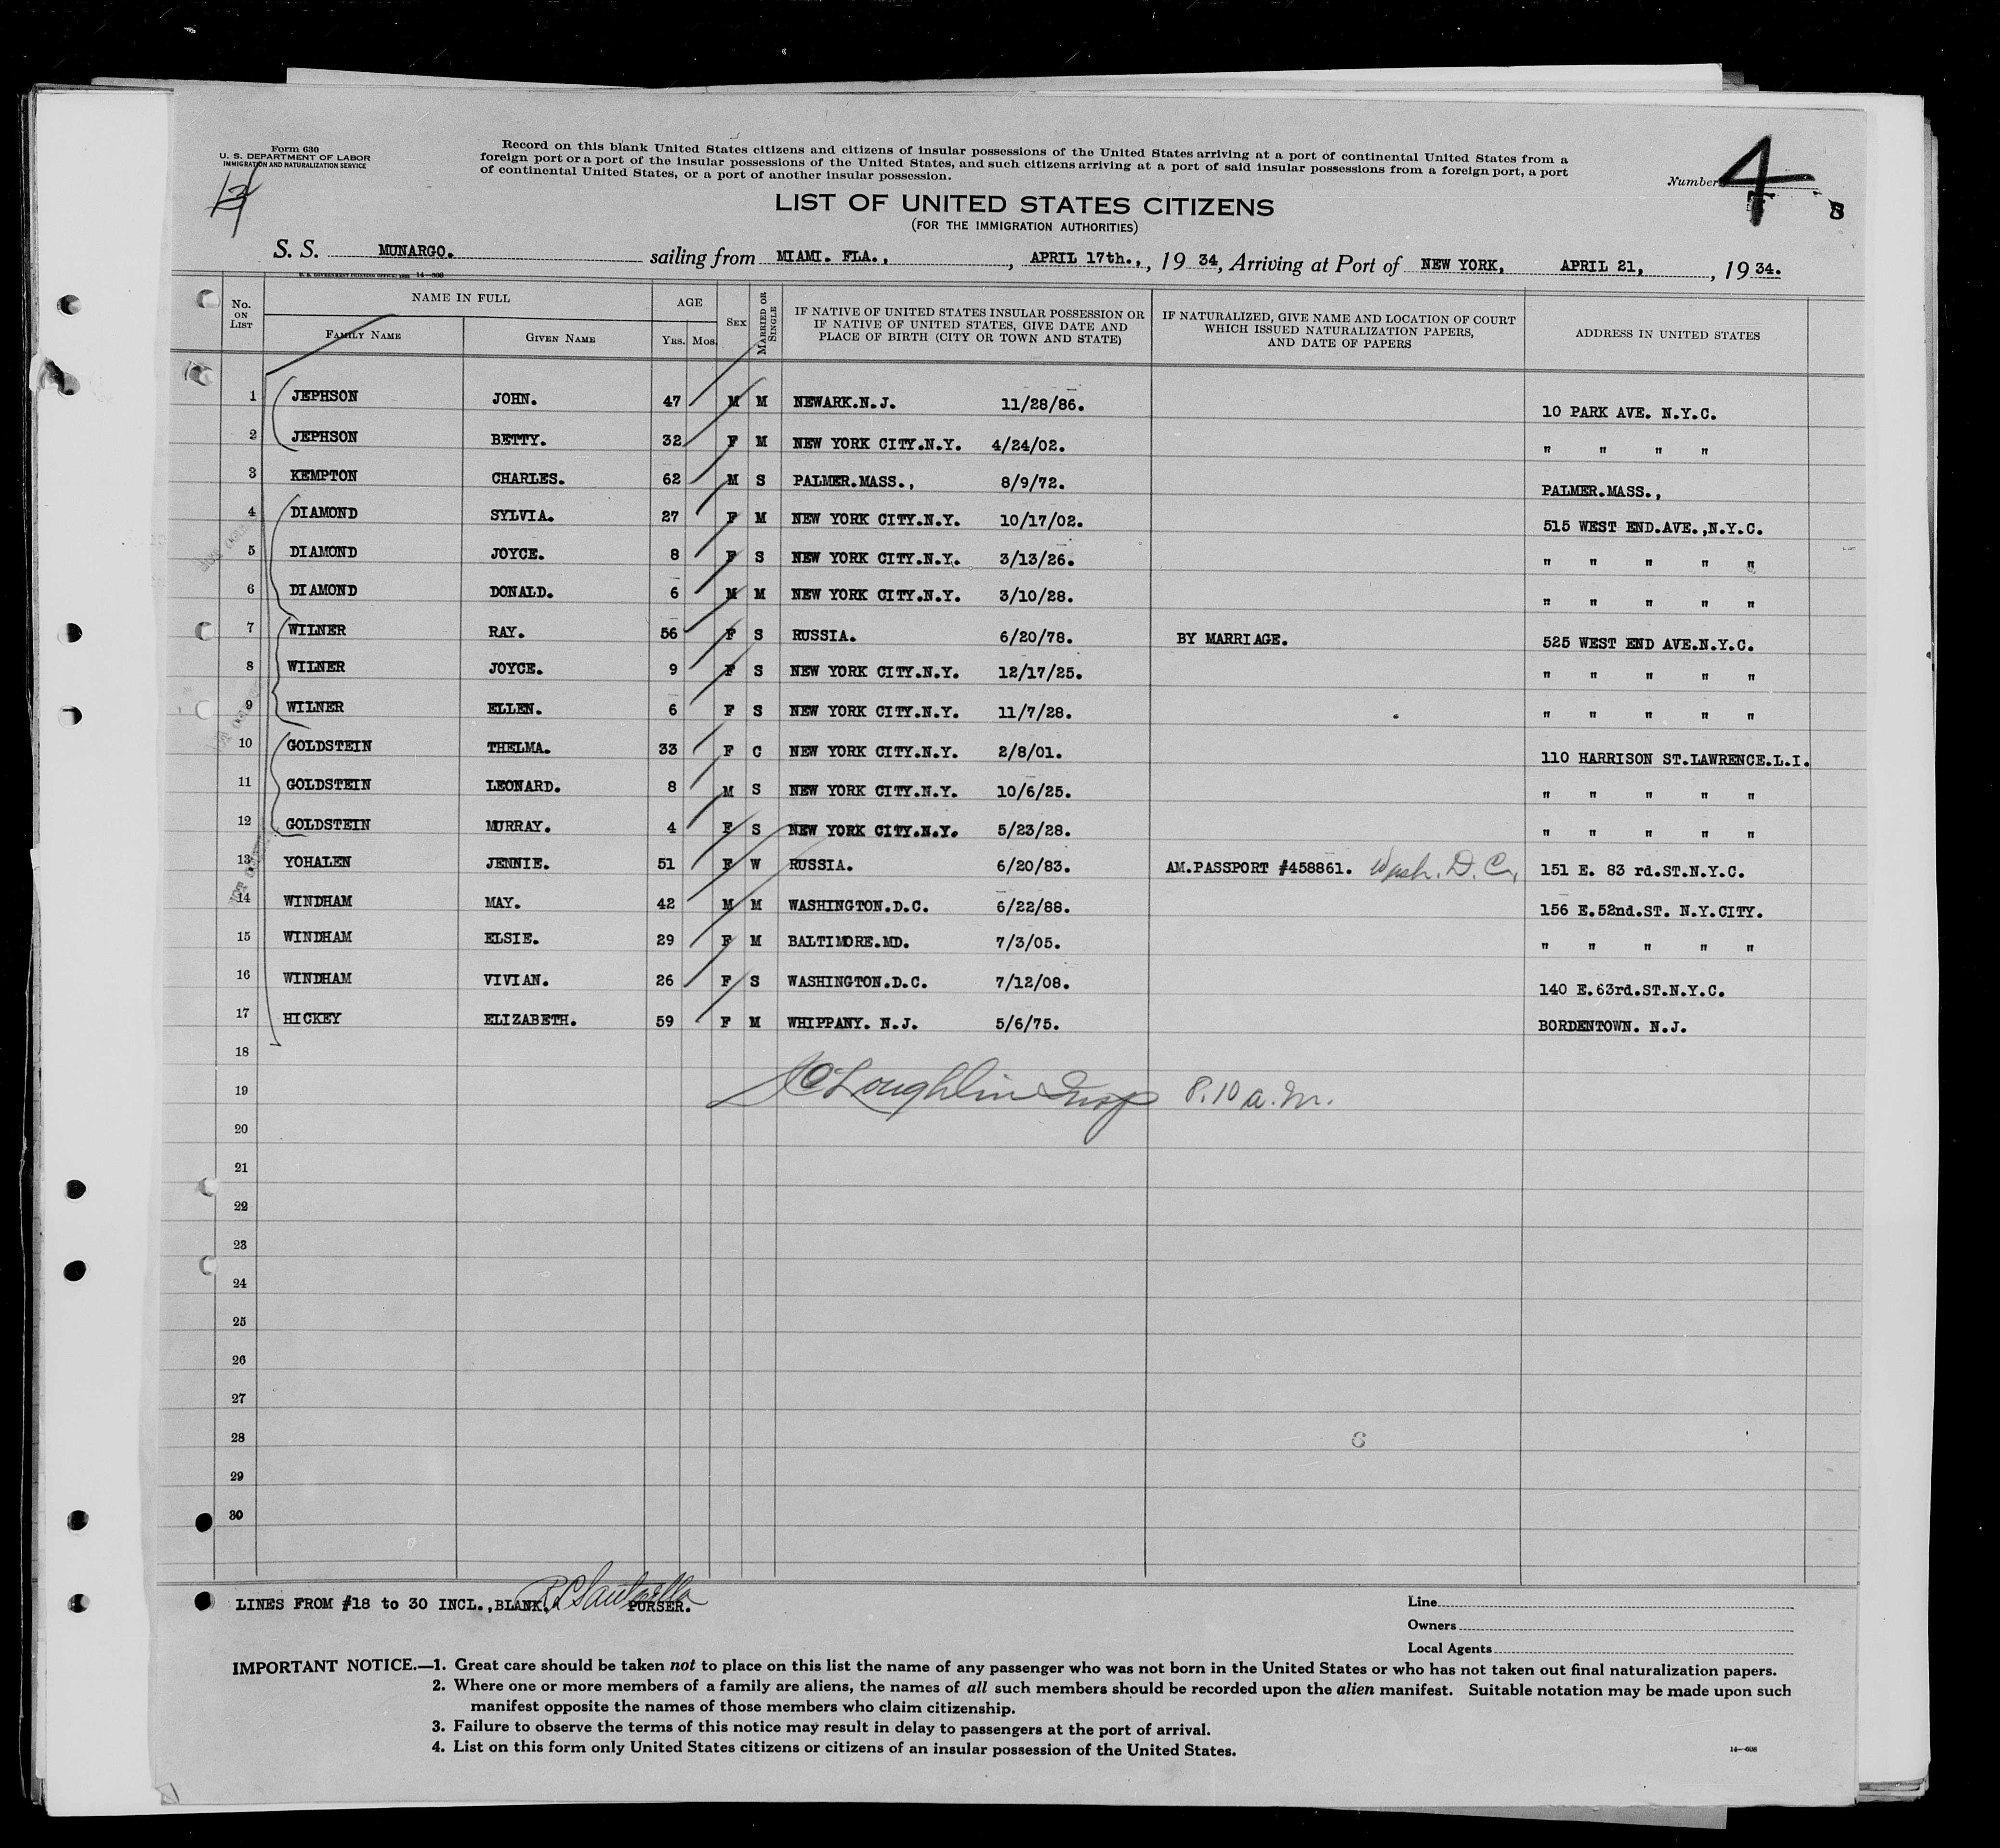 Form 630
U. S. DEPARTMENT OF LABOR
IMMIGRATION AND NATURALIZATION SERVICE
Record on this blank United States citizens and citizens of insular possessions of the United States arriving at a port of continental United States from a
foreign port or a port of the insular possessions of the United States, and such citizens arriving at a port of said insular possessions from a foreign port, a port
of continental United States, or a port of another insular possession.
Number 4
8
LIST OF UNITED STATES CITIZENS
(FOR THE IMMIGRATION AUTHORITIES)
S. S. MUNARGO. sailing from MIAMI. FLA., , APRIL 17th., , 19 34, Arriving at Port of NEW YORK, APRIL 21, , 19 34.
No. ON LIST
NAME IN FULL
FAMILY NAME
GIVEN NAME
AGE
YRS. MOS.
SEX
MARRIED OR SINGLE
IF NATIVE OF UNITED STATES INSULAR POSSESSION OR
IF NATIVE OF UNITED STATES, GIVE DATE AND
PLACE OF BIRTH (CITY OR TOWN AND STATE)
IF NATURALIZED, GIVE NAME AND LOCATION OF COURT
WHICH ISSUED NATURALIZATION PAPERS,
AND DATE OF PAPERS
ADDRESS IN UNITED STATES
1 JEPHSON JOHN. 47 M M NEWARK.N.J. 11/28/86. 10 PARK AVE. N.Y.C.
2 JEPHSON BETTY. 32 F M NEW YORK CITY.N.Y. 4/24/02. " " " "
3 KEMPTON CHARLES. 62 M S PALMER.MASS., 8/9/72. PALMER.MASS.,
4 DIAMOND SYLVIA. 27 F M NEW YORK CITY.N.Y. 10/17/02. 515 WEST END.AVE.,N.Y.C.
5 DIAMOND JOYCE. 8 F S NEW YORK CITY.N.Y. 3/13/26. " " " " "
6 DIAMOND DONALD. 6 M M NEW YORK CITY.N.Y. 3/10/28. " " " " "
7 WILNER RAY. 56 F S RUSSIA. 6/20/78. BY MARRIAGE. 525 WEST END AVE.N.Y.C.
8 WILNER JOYCE. 9 F S NEW YORK CITY.N.Y. 12/17/25. " " " " "
9 WILNER ELLEN. 6 F S NEW YORK CITY.N.Y. 11/7/28. " " " " "
10 GOLDSTEIN THELMA. 33 F C NEW YORK CITY.N.Y. 2/8/01. 110 HARRISON ST.LAWRENCE.L.I.
11 GOLDSTEIN LEONARD. 8 M S NEW YORK CITY.N.Y. 10/6/25. " " " " "
12 GOLDSTEIN MURRAY. 4 F S NEW YORK CITY.N.Y. 5/23/28. " " " " "
13 YOHALEN JENNIE. 51 F W RUSSIA. 6/20/83. AM.PASSPORT #458861. Wash. D. C. 151 E. 83 rd.ST.N.Y.C.
14 WINDHAM MAY. 42 M M WASHINGTON.D.C. 6/22/88. 156 E.52nd.ST. N.Y.CITY.
15 WINDHAM ELSIE. 29 F M BALTIMORE.MD. 7/3/05. " " " " "
16 WINDHAM VIVIAN. 26 F S WASHINGTON.D.C. 7/12/08. 140 E.63rd.ST.N.Y.C.
17 HICKEY ELIZABETH. 59 F M WHIPPANY. N.J. 5/6/75. BORDENTOWN. N.J.
18
19 McLoughlin Insp 8.10 a.m.
20
21
22
23
24
25
26
27
28
29
30
LINES FROM #18 to 30 INCL.,BLANK. PURSER.
Line
Owners
Local Agents
IMPORTANT NOTICE.—1. Great care should be taken not to place on this list the name of any passenger who was not born in the United States or who has not taken out final naturalization papers.
2. Where one or more members of a family are aliens, the names of all such members should be recorded upon the alien manifest. Suitable notation may be made upon such
manifest opposite the names of those members who claim citizenship.
3. Failure to observe the terms of this notice may result in delay to passengers at the port of arrival.
4. List on this form only United States citizens or citizens of an insular possession of the United States.
14—608